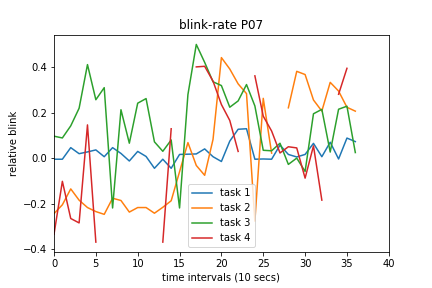 blink-rate P07
relative blink
0.4
0.2
0.0
−0.2
−0.4
task 1
task 2
task 3
task 4
0 5 10 15 20 25 30 35 40
time intervals (10 secs)